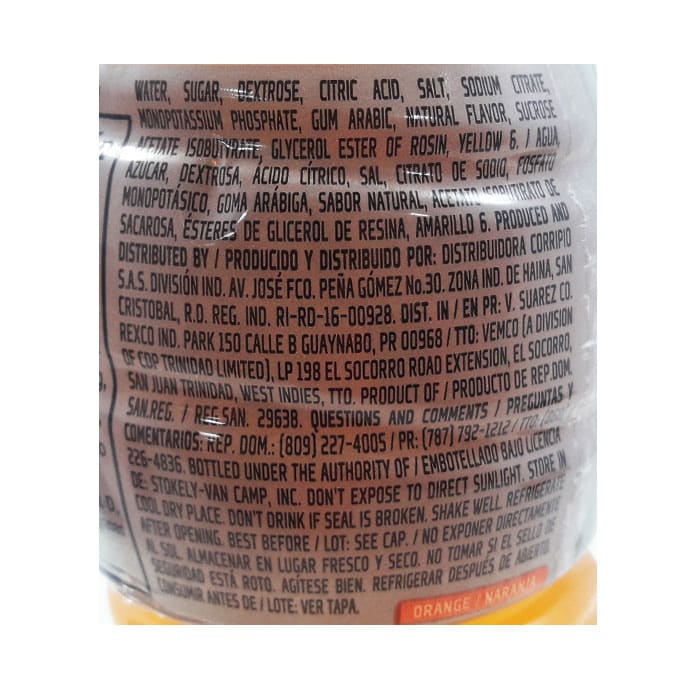 WATER, SUGAR, DEXTROSE, CITRIC ACID, SALT, SODIUM CITRATE,
MONOPOTASSIUM PHOSPHATE, GUM ARABIC, NATURAL FLAVOR, SUCROSE
ACETATE ISOBUTYRATE, GLYCEROL ESTER OF ROSIN, YELLOW 6. / AGUA,
AZÚCAR, DEXTROSA, ÁCIDO CÍTRICO, SAL, CITRATO DE SODIO, FOSFATO
MONOPOTÁSICO, GOMA ARÁBIGA, SABOR NATURAL, ACETATO ISOBUTIRATO DE
SACAROSA, ÉSTERES DE GLICEROL DE RESINA, AMARILLO 6. PRODUCED AND
DISTRIBUTED BY / PRODUCIDO Y DISTRIBUIDO POR: DISTRIBUIDORA CORRIPIO
S.A.S. DIVISIÓN IND. AV. JOSÉ FCO. PEÑA GÓMEZ No.30. ZONA IND. DE HAINA, SAN
CRISTOBAL, R.D. REG. IND. RI-RD-16-00928. DIST. IN / EN PR: V. SUAREZ CO.
REXCO IND. PARK 150 CALLE B GUAYNABO, PR 00968 / TTO: VEMCO (A DIVISION
OF CDP TRINIDAD LIMITED), LP 198 EL SOCORRO ROAD EXTENSION, EL SOCORRO,
SAN JUAN TRINIDAD, WEST INDIES, TTO. PRODUCT OF / PRODUCTO DE REP.DOM.
SAN.REG. / REG.SAN. 29638. QUESTIONS AND COMMENTS / PREGUNTAS Y
COMENTARIOS: REP. DOM.: (809) 227-4005 / PR: (787) 792-1212 / TTO:
226-4836. BOTTLED UNDER THE AUTHORITY OF / EMBOTELLADO BAJO LICENCIA
DE: STOKELY-VAN CAMP, INC. DON'T EXPOSE TO DIRECT SUNLIGHT. STORE IN
COOL DRY PLACE. DON'T DRINK IF SEAL IS BROKEN. SHAKE WELL. REFRIGERATE
AFTER OPENING. BEST BEFORE / LOT: SEE CAP. / NO EXPONER DIRECTAMENTE
AL SOL. ALMACENAR EN LUGAR FRESCO Y SECO. NO TOMAR SI EL SELLO DE
SEGURIDAD ESTÁ ROTO. AGÍTESE BIEN. REFRIGERAR DESPUÉS DE ABIERTO.
CONSUMIR ANTES DE / LOTE: VER TAPA.
ORANGE / NARANJA